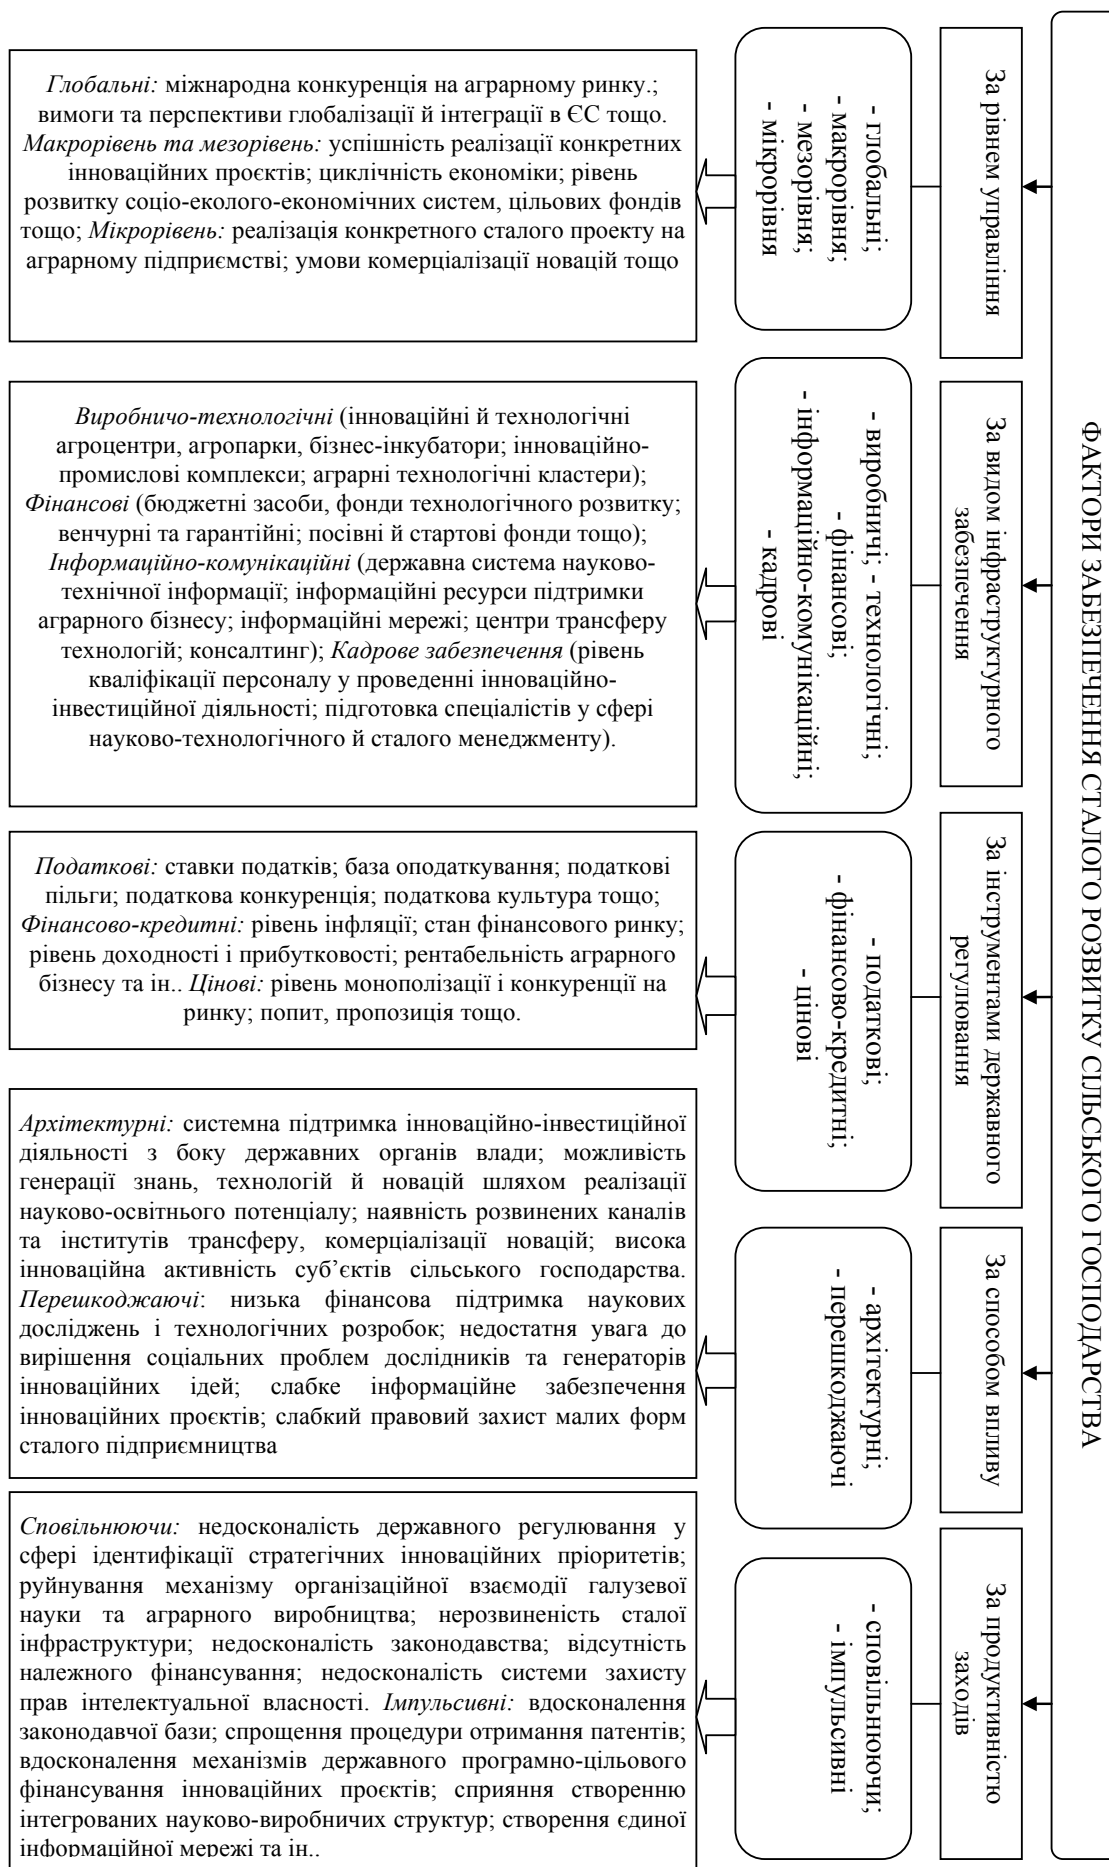 ФАКТОРИ ЗАБЕЗПЕЧЕННЯ СТАЛОГО РОЗВИТКУ СІЛЬСЬКОГО ГОСПОДАРСТВА
За рівнем управління
- глобальні;
- макрорівня;
- мезорівня;
- мікрорівня
Глобальні: міжнародна конкуренція на аграрному ринку.;
вимоги та перспективи глобалізації й інтеграції в ЄС тощо.
Макрорівень та мезорівень: успішність реалізації конкретних
інноваційних проєктів; циклічність економіки; рівень
розвитку соціо-еколого-економічних систем, цільових фондів
тощо; Мікрорівень: реалізація конкретного сталого проекту на
аграрному підприємстві; умови комерціалізації новацій тощо
За видом інфраструктурного
забезпечення
- виробничі; - технологічні;
- фінансові;
- інформаційно-комунікаційні;
- кадрові
Виробничо-технологічні (інноваційні й технологічні
агроцентри, агропарки, бізнес-інкубатори; інноваційно-
промислові комплекси; аграрні технологічні кластери);
Фінансові (бюджетні засоби, фонди технологічного розвитку;
венчурні та гарантійні; посівні й стартові фонди тощо);
Інформаційно-комунікаційні (державна система науково-
технічної інформації; інформаційні ресурси підтримки
аграрного бізнесу; інформаційні мережі; центри трансферу
технологій; консалтинг); Кадрове забезпечення (рівень
кваліфікації персоналу у проведенні інноваційно-
інвестиційної діяльності; підготовка спеціалістів у сфері
науково-технологічного й сталого менеджменту).
За інструментами державного
регулювання
- податкові;
- фінансово-кредитні;
- цінові
Податкові: ставки податків; база оподаткування; податкові
пільги; податкова конкуренція; податкова культура тощо;
Фінансово-кредитні: рівень інфляції; стан фінансового ринку;
рівень доходності і прибутковості; рентабельність аграрного
бізнесу та ін.. Цінові: рівень монополізації і конкуренції на
ринку; попит, пропозиція тощо.
За способом впливу
- архітектурні;
- перешкоджаючі
Архітектурні: системна підтримка інноваційно-інвестиційної
діяльності з боку державних органів влади; можливість
генерації знань, технологій й новацій шляхом реалізації
науково-освітнього потенціалу; наявність розвинених каналів
та інститутів трансферу, комерціалізації новацій; висока
інноваційна активність суб’єктів сільського господарства.
Перешкоджаючі: низька фінансова підтримка наукових
досліджень і технологічних розробок; недостатня увага до
вирішення соціальних проблем дослідників та генераторів
інноваційних ідей; слабке інформаційне забезпечення
інноваційних проєктів; слабкий правовий захист малих форм
сталого підприємництва
За продуктивністю
заходів
- сповільнюючи;
- імпульсивні
Сповільнюючи: недосконалість державного регулювання у
сфері ідентифікації стратегічних інноваційних пріоритетів;
руйнування механізму організаційної взаємодії галузевої
науки та аграрного виробництва; нерозвиненість сталої
інфраструктури; недосконалість законодавства; відсутність
належного фінансування; недосконалість системи захисту
прав інтелектуальної власності. Імпульсивні: вдосконалення
законодавчої бази; спрощення процедури отримання патентів;
вдосконалення механізмів державного програмно-цільового
фінансування інноваційних проєктів; сприяння створенню
інтегрованих науково-виробничих структур; створення єдиної
інформаційної мережі та ін..